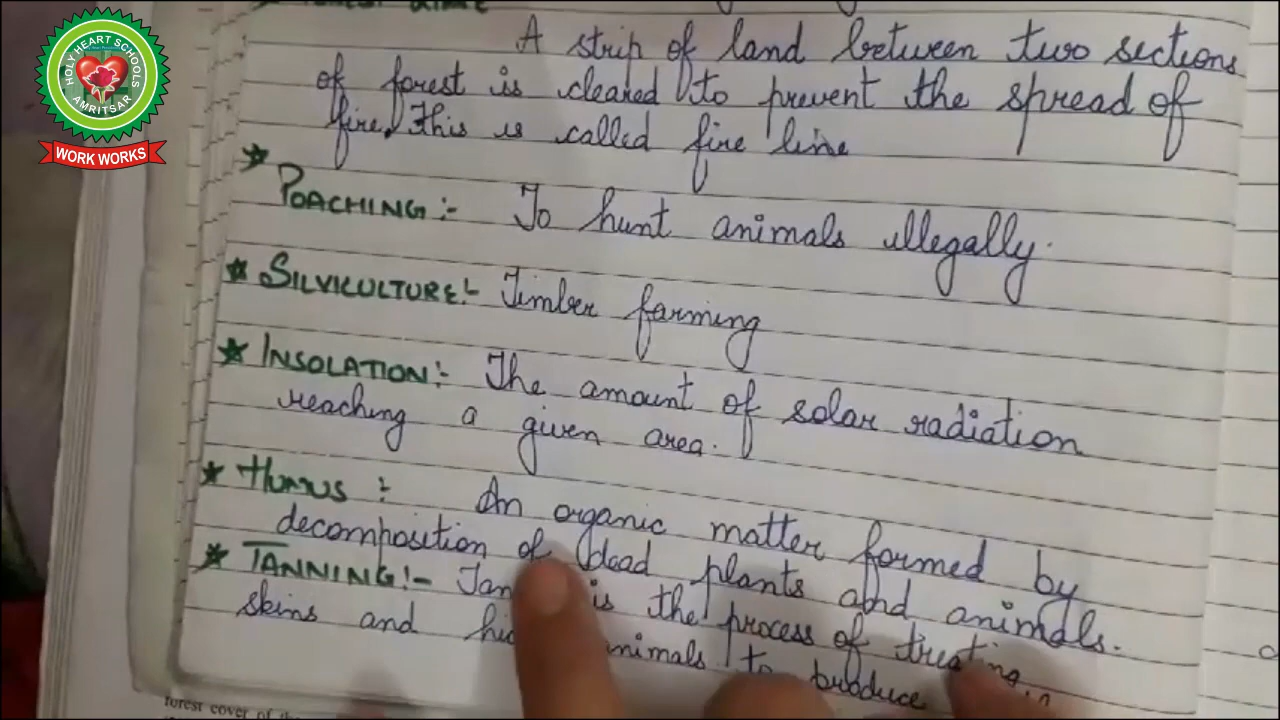 HOLY HEART SCHOOLS
AMRITSAR
WORK WORKS
A strip of land between two sections
of forest is cleared to prevent the spread of
fire. This is called fire line
POACHING:- To hunt animals illegally.
SILVICULTURE:- Timber farming
INSOLATION:- The amount of solar radiation
reaching a given area.
HUMUS:- An organic matter formed by
decomposition of dead plants and animals.
TANNING:- is the process of treating
skins and to produce
forest cover of